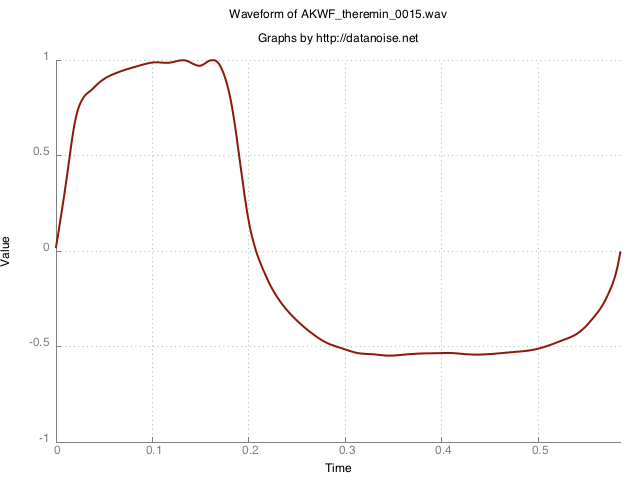 Waveform of AKWF_theremin_0015.wav
Graphs by http://datanoise.net
1
0.5
0
-0.5
-1
Value
0 0.1 0.2 0.3 0.4 0.5
Time